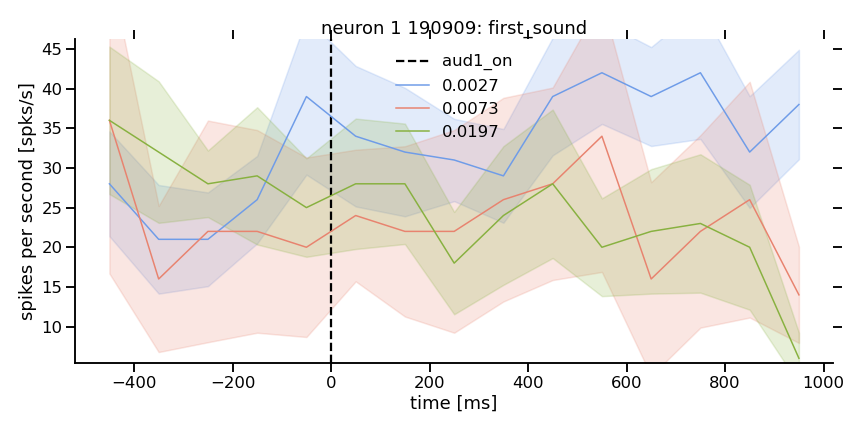 neuron 1 190909: first_sound
aud1_on
0.0027
0.0073
0.0197
45
40
35
30
25
20
15
10
spikes per second [spks/s]
−400 −200 0 200 400 600 800 1000
time [ms]